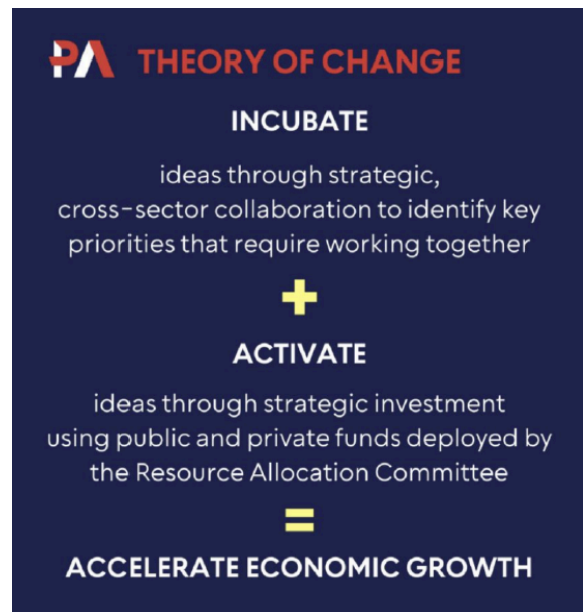 PA THEORY OF CHANGE
INCUBATE
ideas through strategic,
cross-sector collaboration to identify key
priorities that require working together
+
ACTIVATE
ideas through strategic investment
using public and private funds deployed by
the Resource Allocation Committee
=
ACCELERATE ECONOMIC GROWTH